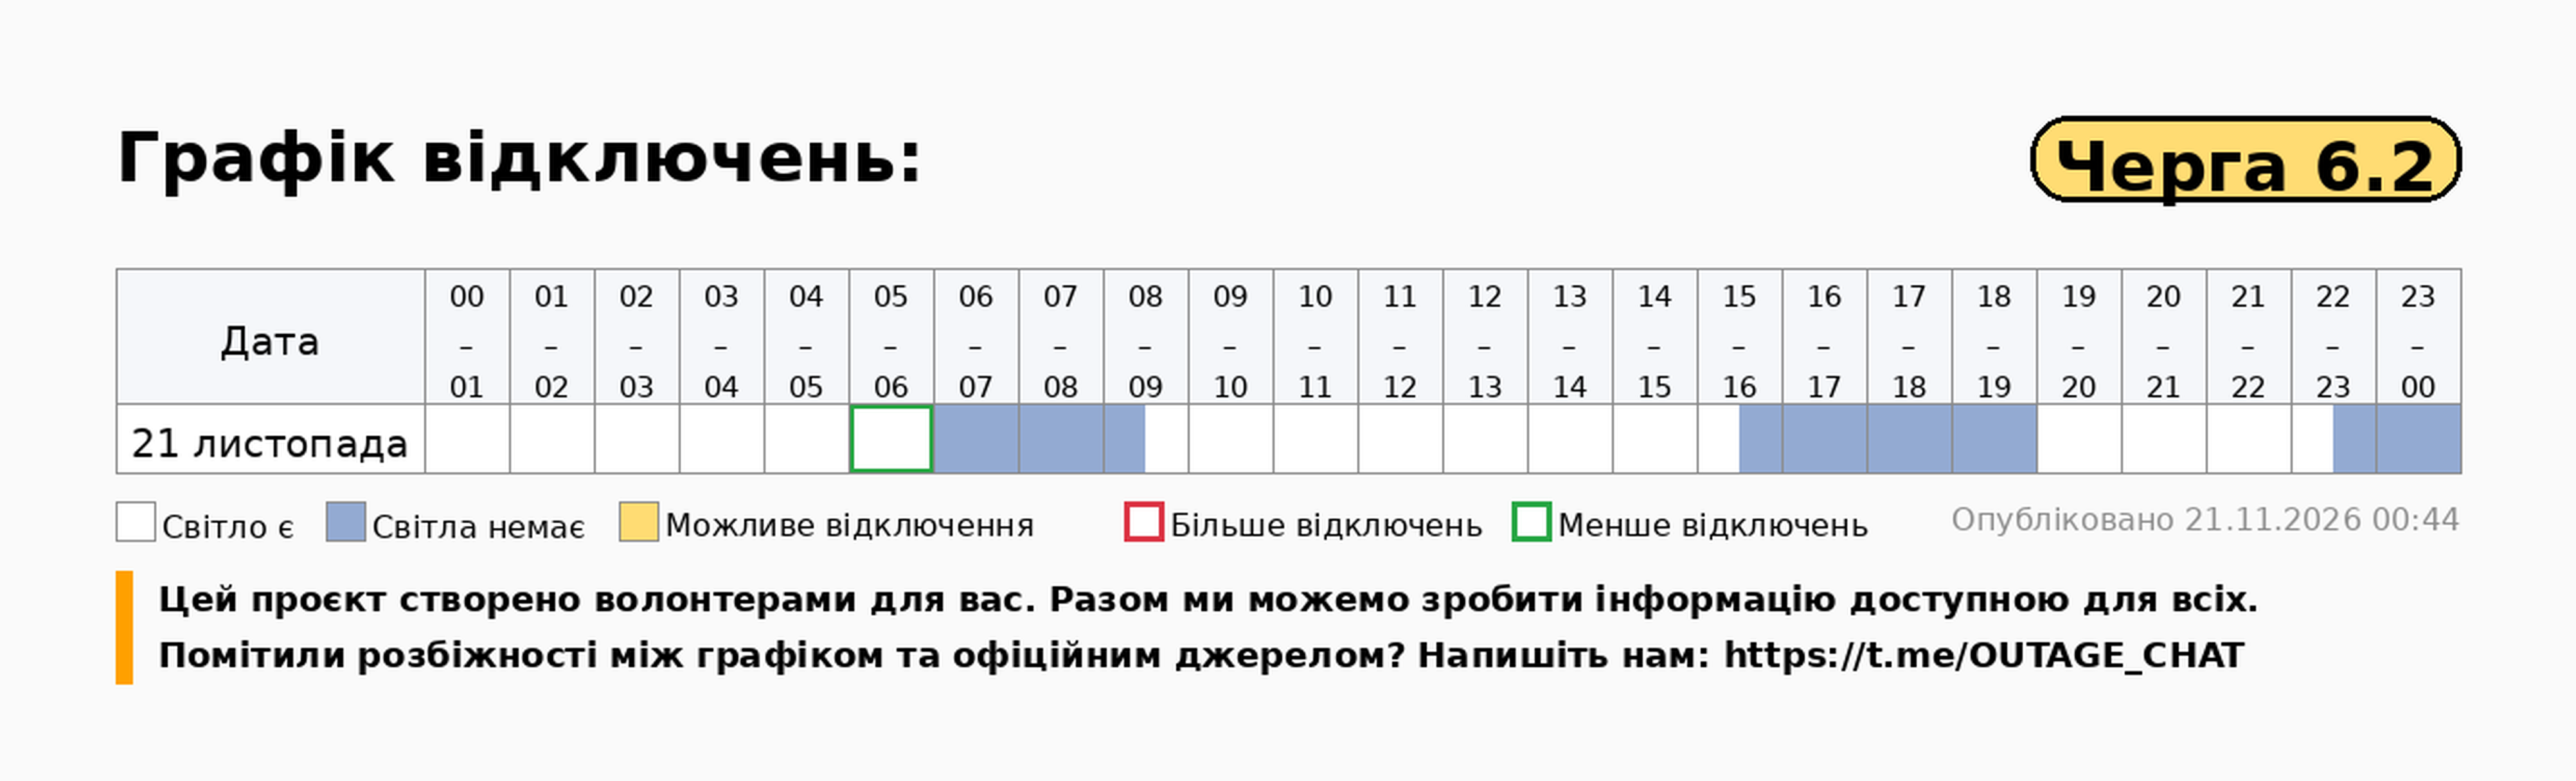 Графік відключень:
Черга 6.2
Дата
00 – 01
01 – 02
02 – 03
03 – 04
04 – 05
05 – 06
06 – 07
07 – 08
08 – 09
09 – 10
10 – 11
11 – 12
12 – 13
13 – 14
14 – 15
15 – 16
16 – 17
17 – 18
18 – 19
19 – 20
20 – 21
21 – 22
22 – 23
23 – 00
21 листопада
Світло є
Світла немає
Можливе відключення
Більше відключень
Менше відключень
Опубліковано 21.11.2026 00:44
Цей проєкт створено волонтерами для вас. Разом ми можемо зробити інформацію доступною для всіх.
Помітили розбіжності між графіком та офіційним джерелом? Напишіть нам: https://t.me/OUTAGE_CHAT